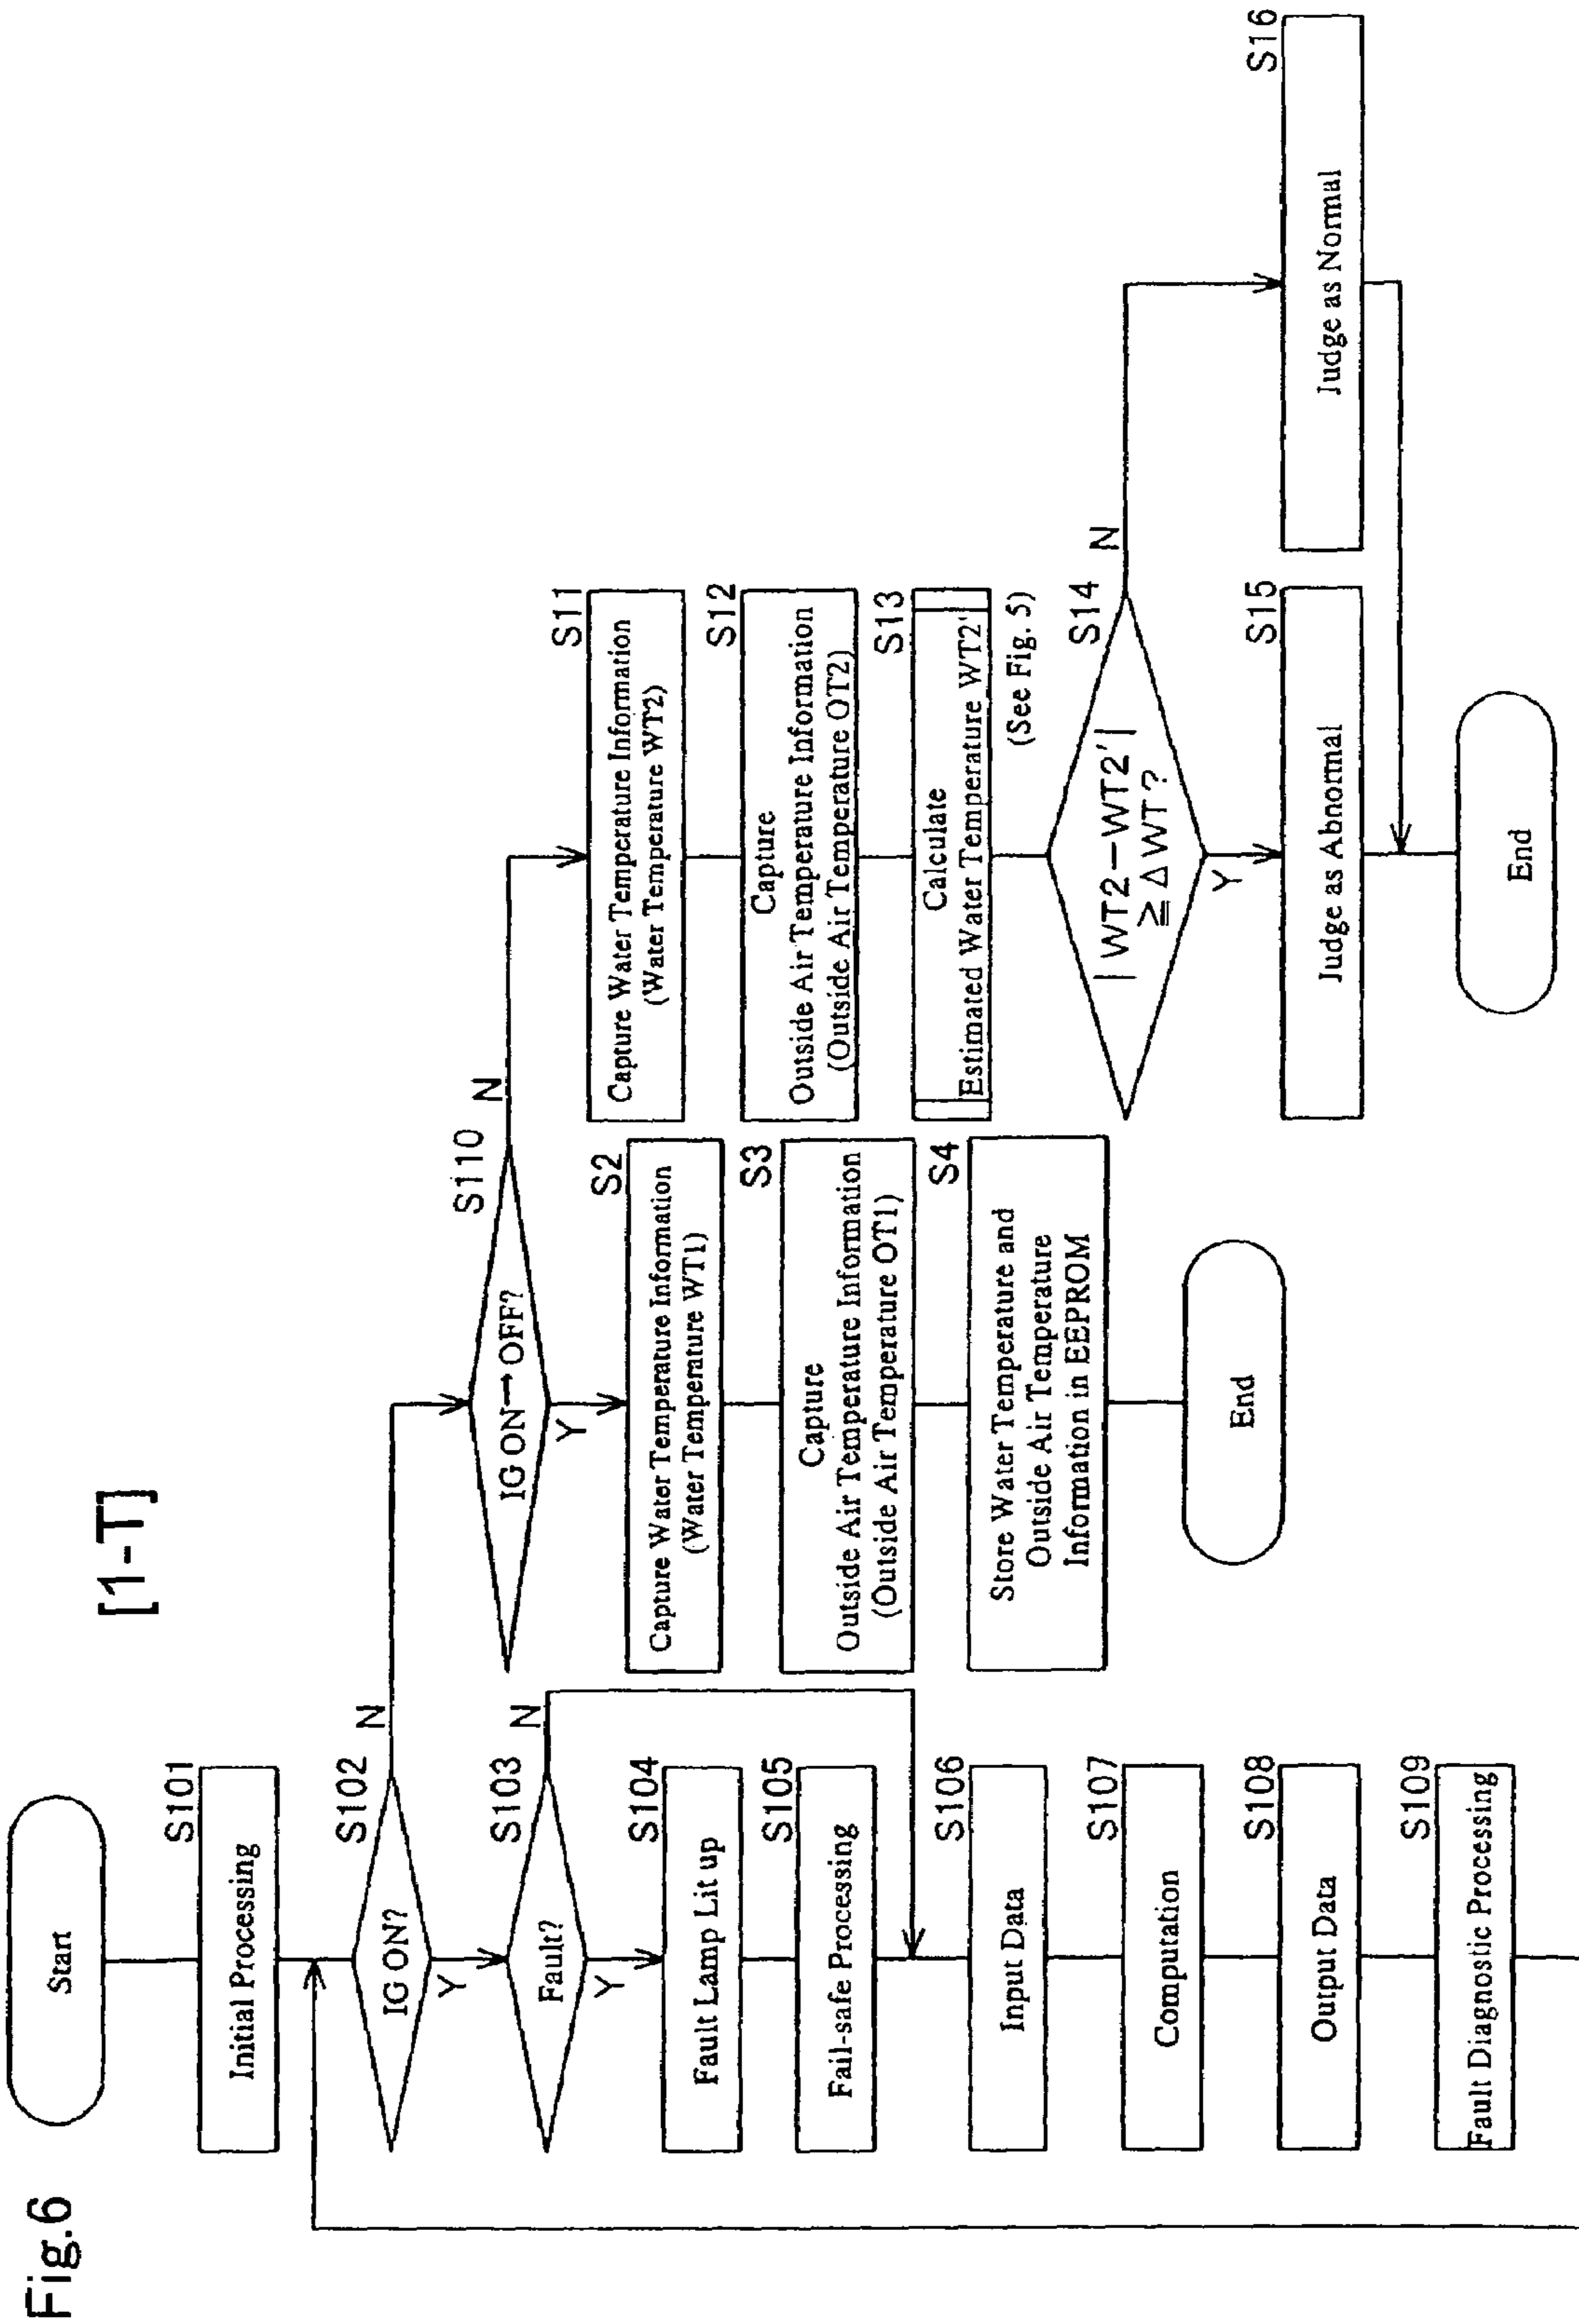 Fig.6
[1-T]
Start
S101
Initial Processing
S102
IG ON?
N
Y
S103
Fault?
N
Y
S104
Fault Lamp Lit up
S105
Fail-safe Processing
S106
Input Data
S107
Computation
S108
Output Data
S109
Fault Diagnostic Processing
S110
IG ON→OFF?
N
Y
S2
Capture Water Temperature Information
(Water Temperature WT1)
S3
Capture
Outside Air Temperature Information
(Outside Air Temperature OT1)
S4
Store Water Temperature and
Outside Air Temperature
Information in EEPROM
End
S11
Capture Water Temperature Information
(Water Temperature WT2)
S12
Capture
Outside Air Temperature Information
(Outside Air Temperature OT2)
S13
Calculate
Estimated Water Temperature WT2'
(See Fig. 5)
S14
|WT2-WT2'|
≧ΔWT?
N
Y
S15
Judge as Abnormal
S16
Judge as Normal
End